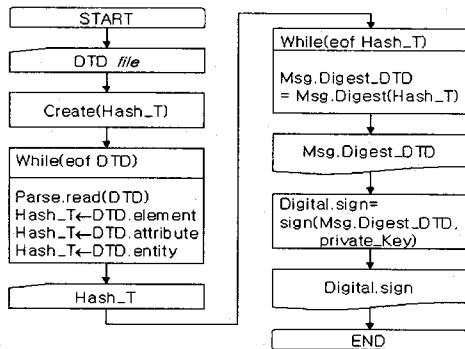 START
DTD file
Create(Hash_T)
While(eof DTD)
Parse.read(DTD)
Hash_T←DTD.element
Hash_T←DTD.attribute
Hash_T←DTD.entity
Hash_T
While(eof Hash_T)
Msg.Digest_DTD
= Msg.Digest(Hash_T)
Msg.Digest_DTD
Digital.sign=
sign(Msg.Digest_DTD,
private_Key)
Digital.sign
END